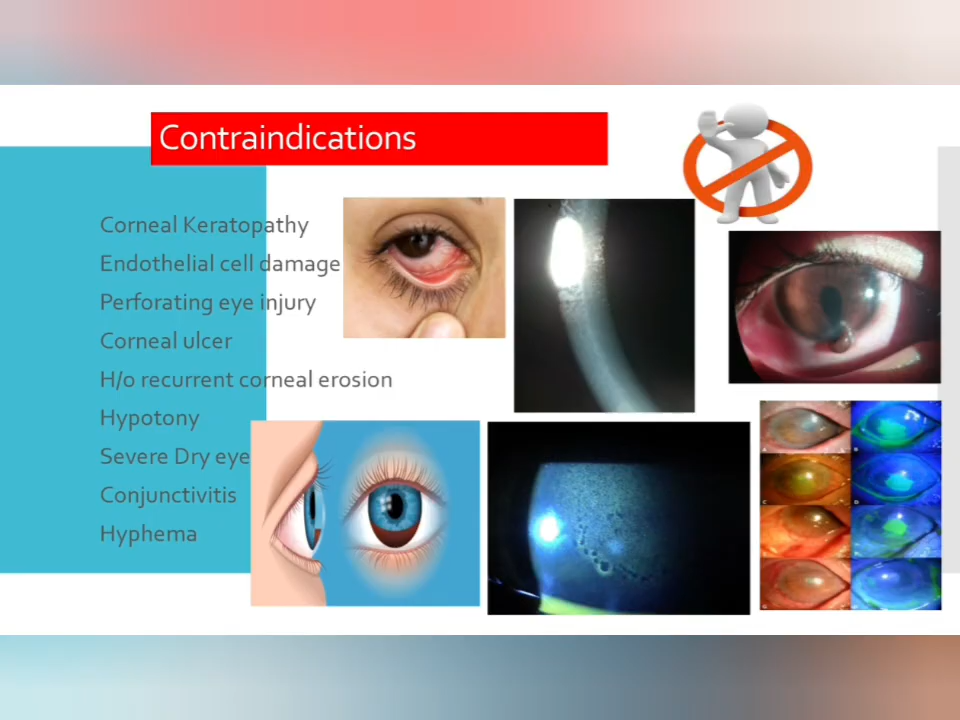 Contraindications
Corneal Keratopathy
Endothelial cell damage
Perforating eye injury
Corneal ulcer
H/o recurrent corneal erosion
Hypotony
Severe Dry eye
Conjunctivitis
Hyphema